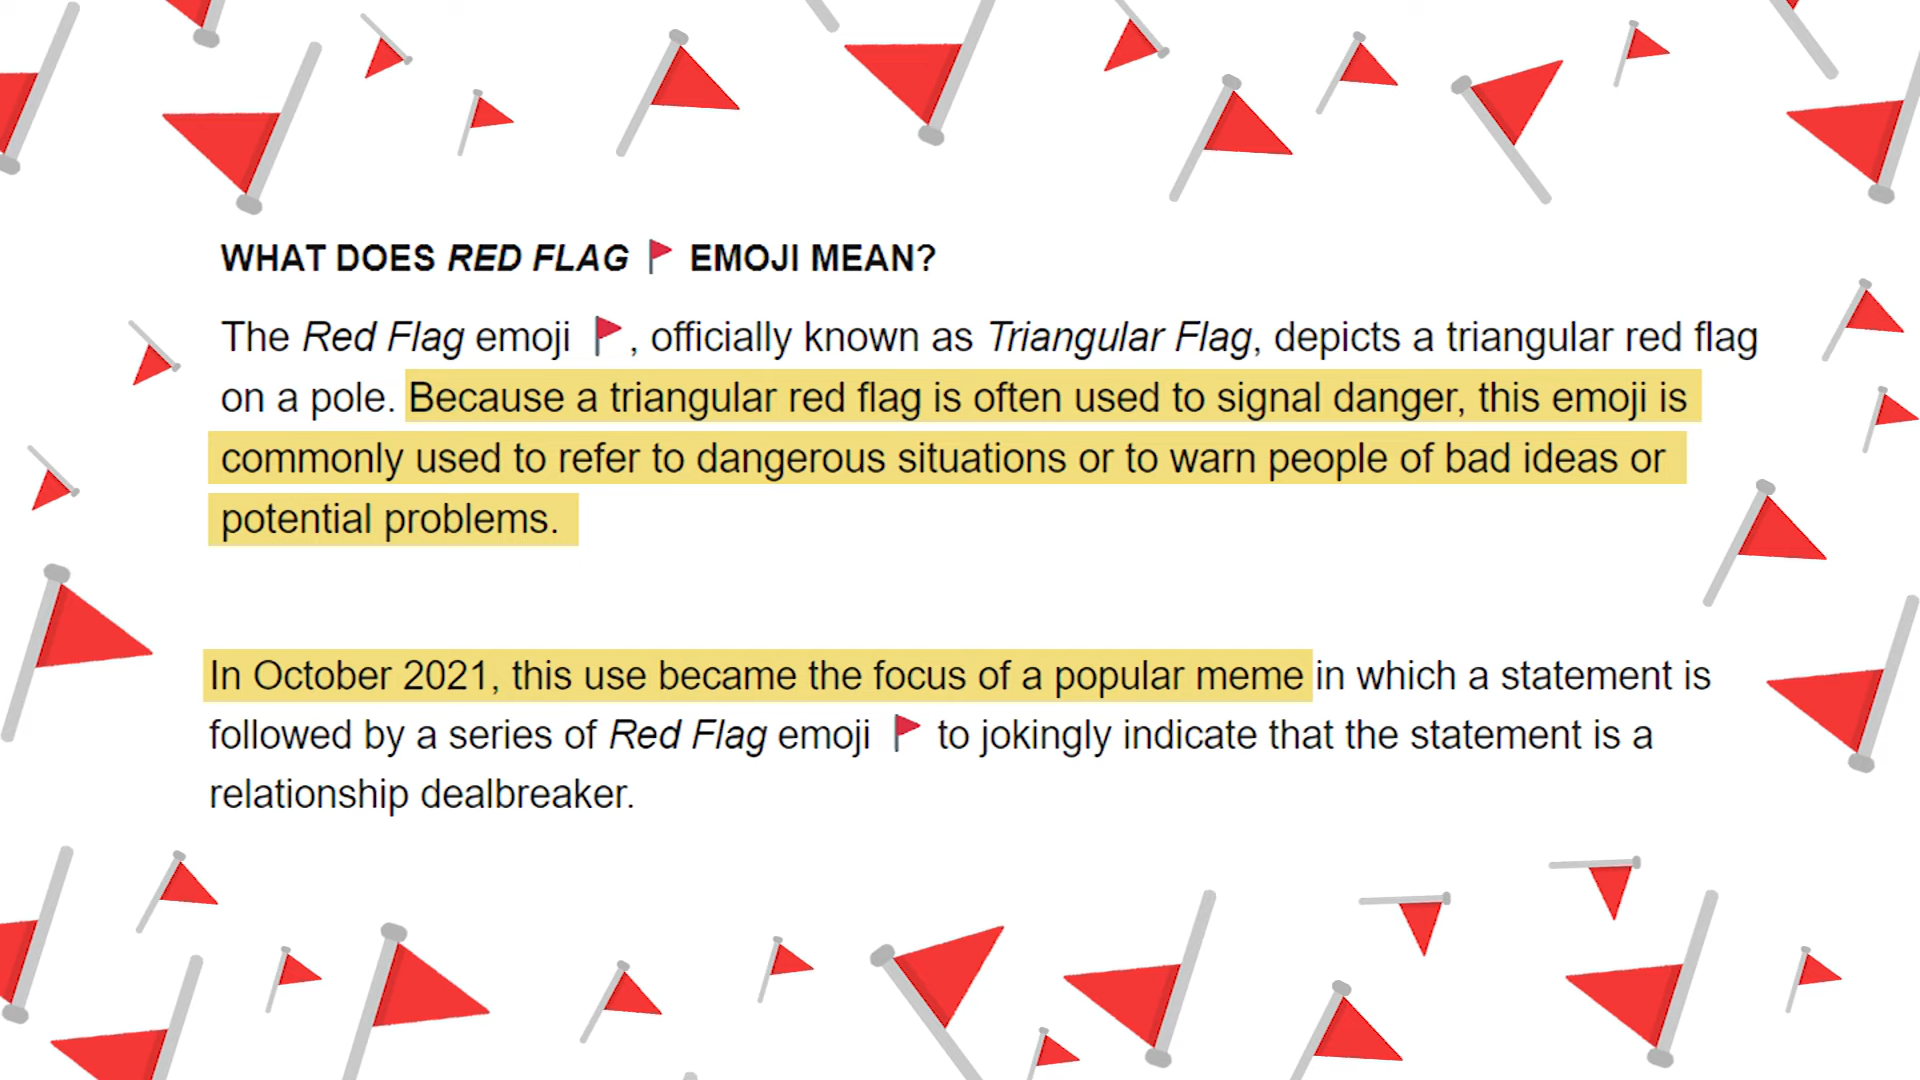 WHAT DOES RED FLAG 🚩 EMOJI MEAN?
The Red Flag emoji 🚩, officially known as Triangular Flag, depicts a triangular red flag
on a pole. Because a triangular red flag is often used to signal danger, this emoji is
commonly used to refer to dangerous situations or to warn people of bad ideas or
potential problems.
In October 2021, this use became the focus of a popular meme in which a statement is
followed by a series of Red Flag emoji 🚩 to jokingly indicate that the statement is a
relationship dealbreaker.